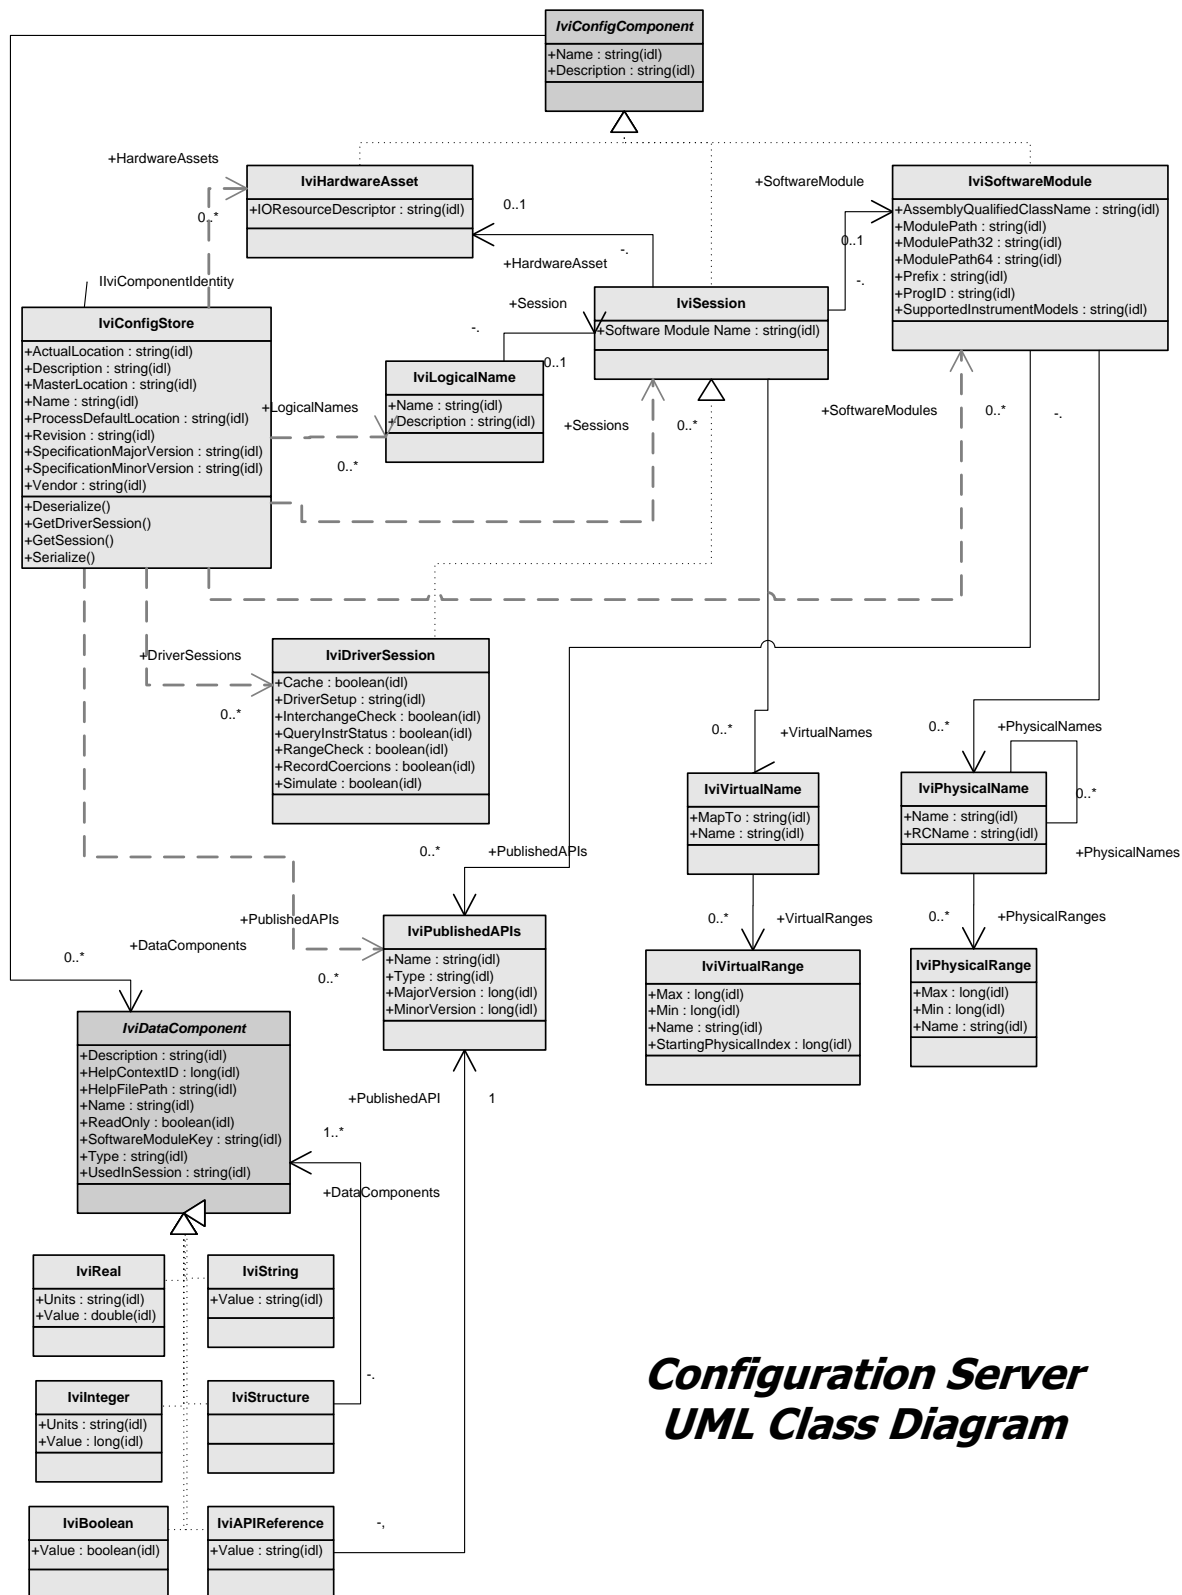 IviConfigComponent
+Name : string(idl)
+Description : string(idl)
+HardwareAssets
0..*
IviHardwareAsset
+IOResourceDescriptor : string(idl)
0..1
-.
+HardwareAsset
+SoftwareModule
0..1
-.
IviSoftwareModule
+AssemblyQualifiedClassName : string(idl)
+ModulePath : string(idl)
+ModulePath32 : string(idl)
+ModulePath64 : string(idl)
+Prefix : string(idl)
+ProgID : string(idl)
+SupportedInstrumentModels : string(idl)
IIviComponentIdentity
IviConfigStore
+ActualLocation : string(idl)
+Description : string(idl)
+MasterLocation : string(idl)
+Name : string(idl)
+ProcessDefaultLocation : string(idl)
+Revision : string(idl)
+SpecificationMajorVersion : string(idl)
+SpecificationMinorVersion : string(idl)
+Vendor : string(idl)
+Deserialize()
+GetDriverSession()
+GetSession()
+Serialize()
+Session
-.
0..1
IviSession
+Software Module Name : string(idl)
IviLogicalName
+Name : string(idl)
+Description : string(idl)
+LogicalNames
0..*
+Sessions
0..*
+SoftwareModules
0..*
-.
+DriverSessions
0..*
IviDriverSession
+Cache : boolean(idl)
+DriverSetup : string(idl)
+InterchangeCheck : boolean(idl)
+QueryInstrStatus : boolean(idl)
+RangeCheck : boolean(idl)
+RecordCoercions : boolean(idl)
+Simulate : boolean(idl)
0..*
+VirtualNames
0..*
+PhysicalNames
IviVirtualName
+MapTo : string(idl)
+Name : string(idl)
IviPhysicalName
+Name : string(idl)
+RCName : string(idl)
0..*
+PhysicalNames
0..*
+PublishedAPIs
0..*
+VirtualRanges
0..*
+PhysicalRanges
+PublishedAPIs
0..*
IviPublishedAPIs
+Name : string(idl)
+Type : string(idl)
+MajorVersion : long(idl)
+MinorVersion : long(idl)
IviVirtualRange
+Max : long(idl)
+Min : long(idl)
+Name : string(idl)
+StartingPhysicalIndex : long(idl)
IviPhysicalRange
+Max : long(idl)
+Min : long(idl)
+Name : string(idl)
0..*
+DataComponents
IviDataComponent
+Description : string(idl)
+HelpContextID : long(idl)
+HelpFilePath : string(idl)
+Name : string(idl)
+ReadOnly : boolean(idl)
+SoftwareModuleKey : string(idl)
+Type : string(idl)
+UsedInSession : string(idl)
+PublishedAPI
1
1..*
+DataComponents
IviReal
+Units : string(idl)
+Value : double(idl)
IviString
+Value : string(idl)
IviInteger
+Units : string(idl)
+Value : long(idl)
IviStructure
-.
IviBoolean
+Value : boolean(idl)
IviAPIReference
+Value : string(idl)
-,
Configuration Server
UML Class Diagram